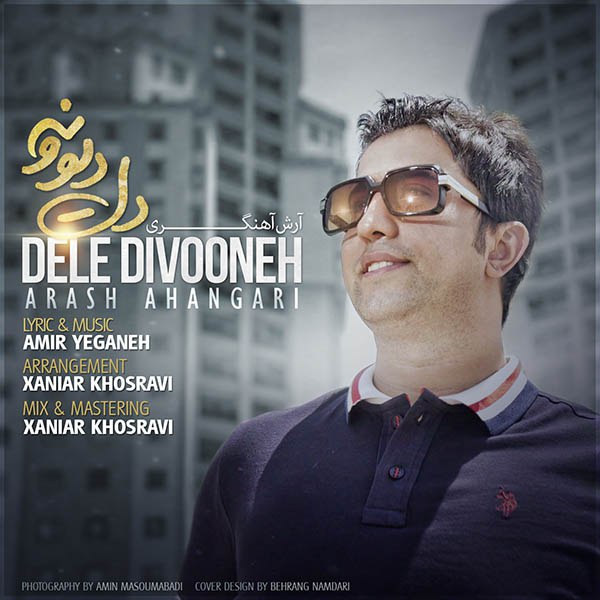 دل دیوونه
آرش آهنگری
DELE DIVOONEH
ARASH AHANGARI
LYRIC & MUSIC
AMIR YEGANEH
ARRANGEMENT
XANIAR KHOSRAVI
MIX & MASTERING
XANIAR KHOSRAVI
PHOTOGRAPHY BY AMIN MASOUMABADI COVER DESIGN BY BEHRANG NAMDARI